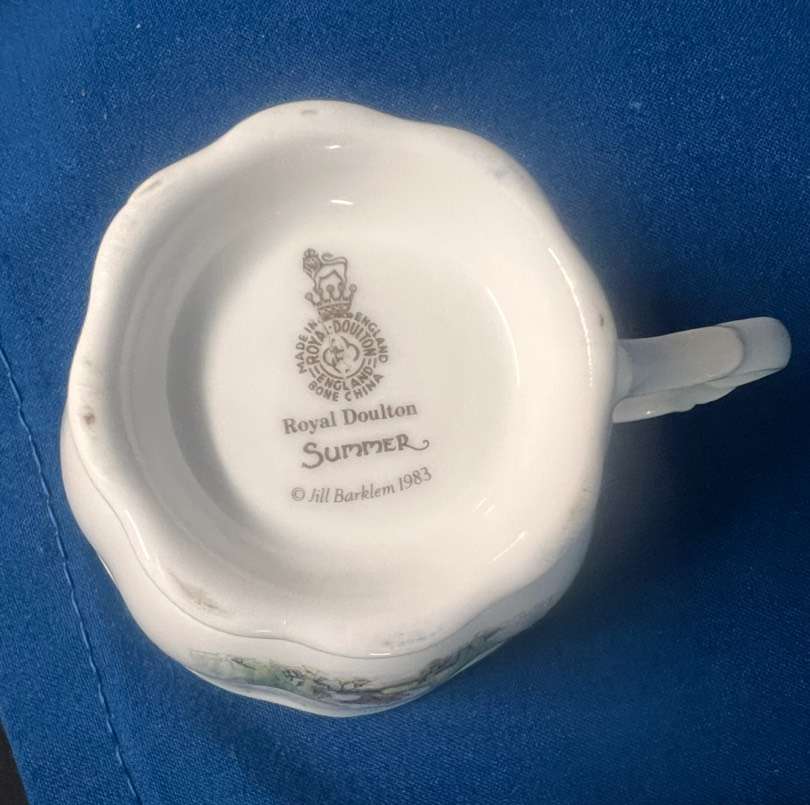 MADE IN ENGLAND
ROYAL·DOULTON
ENGLAND
BONE CHINA
Royal Doulton
SUMMER
© Jill Barklem 1983